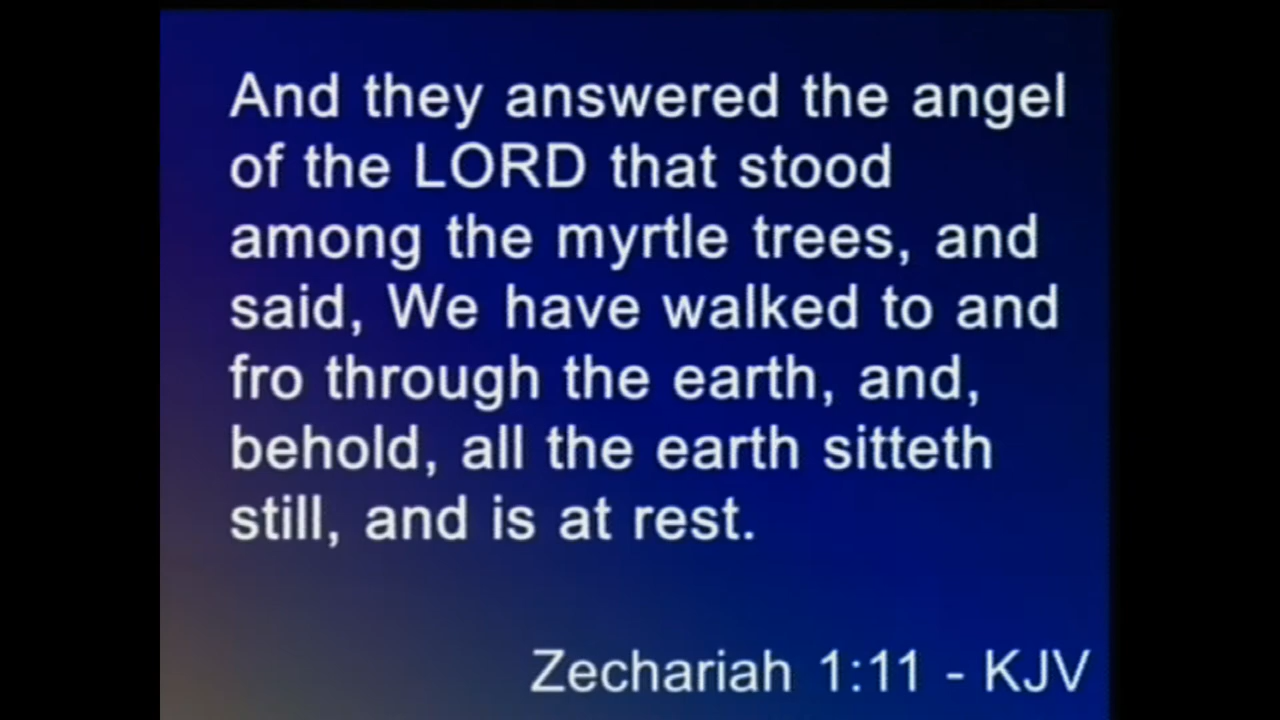 And they answered the angel
of the LORD that stood
among the myrtle trees, and
said, We have walked to and
fro through the earth, and,
behold, all the earth sitteth
still, and is at rest.
Zechariah 1:11 - KJV